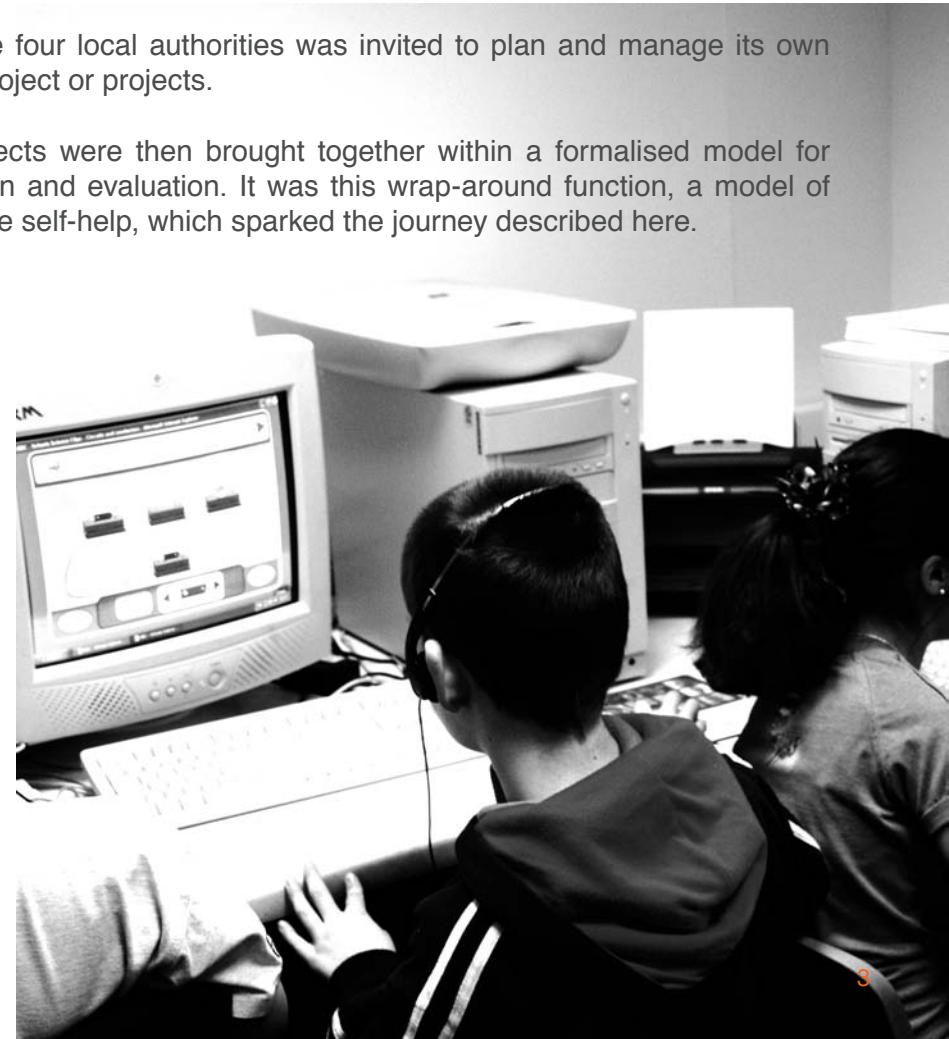 e four local authorities was invited to plan and manage its own
oject or projects.
ects were then brought together within a formalised model for
n and evaluation. It was this wrap-around function, a model of
e self-help, which sparked the journey described here.
3